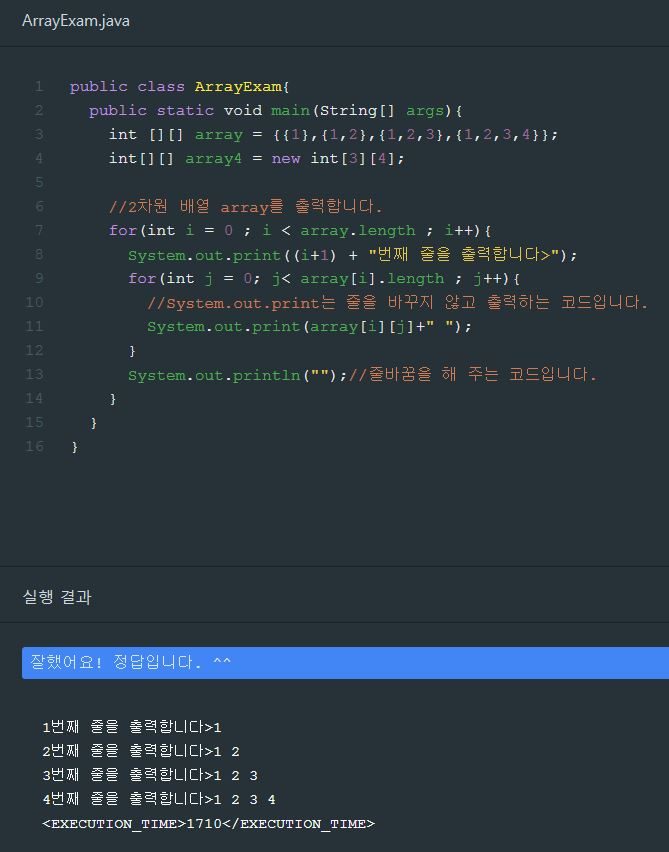 ArrayExam.java
1 public class ArrayExam{
2 public static void main(String[] args){
3 int [][] array = {{1},{1,2},{1,2,3},{1,2,3,4}};
4 int[][] array4 = new int[3][4];
5
6 //2차원 배열 array를 출력합니다.
7 for(int i = 0 ; i < array.length ; i++){
8 System.out.print((i+1) + "번째 줄을 출력합니다>");
9 for(int j = 0; j< array[i].length ; j++){
10 //System.out.print는 줄을 바꾸지 않고 출력하는 코드입니다.
11 System.out.print(array[i][j]+" ");
12 }
13 System.out.println("");//줄바꿈을 해 주는 코드입니다.
14 }
15 }
16 }
실행 결과
잘했어요! 정답입니다. ^^
1번째 줄을 출력합니다>1
2번째 줄을 출력합니다>1 2
3번째 줄을 출력합니다>1 2 3
4번째 줄을 출력합니다>1 2 3 4
<EXECUTION_TIME>1710</EXECUTION_TIME>